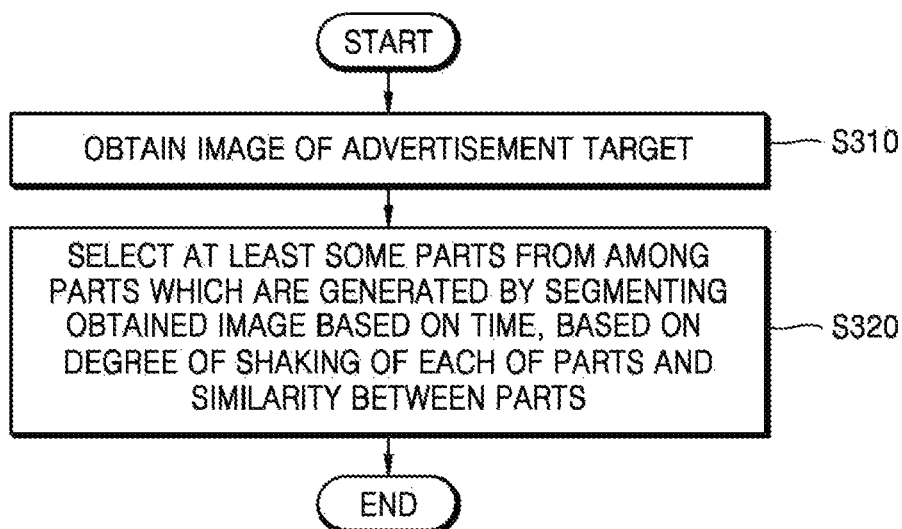 START
OBTAIN IMAGE OF ADVERTISEMENT TARGET
S310
SELECT AT LEAST SOME PARTS FROM AMONG
PARTS WHICH ARE GENERATED BY SEGMENTING
OBTAINED IMAGE BASED ON TIME, BASED ON
DEGREE OF SHAKING OF EACH OF PARTS AND
SIMILARITY BETWEEN PARTS
S320
END